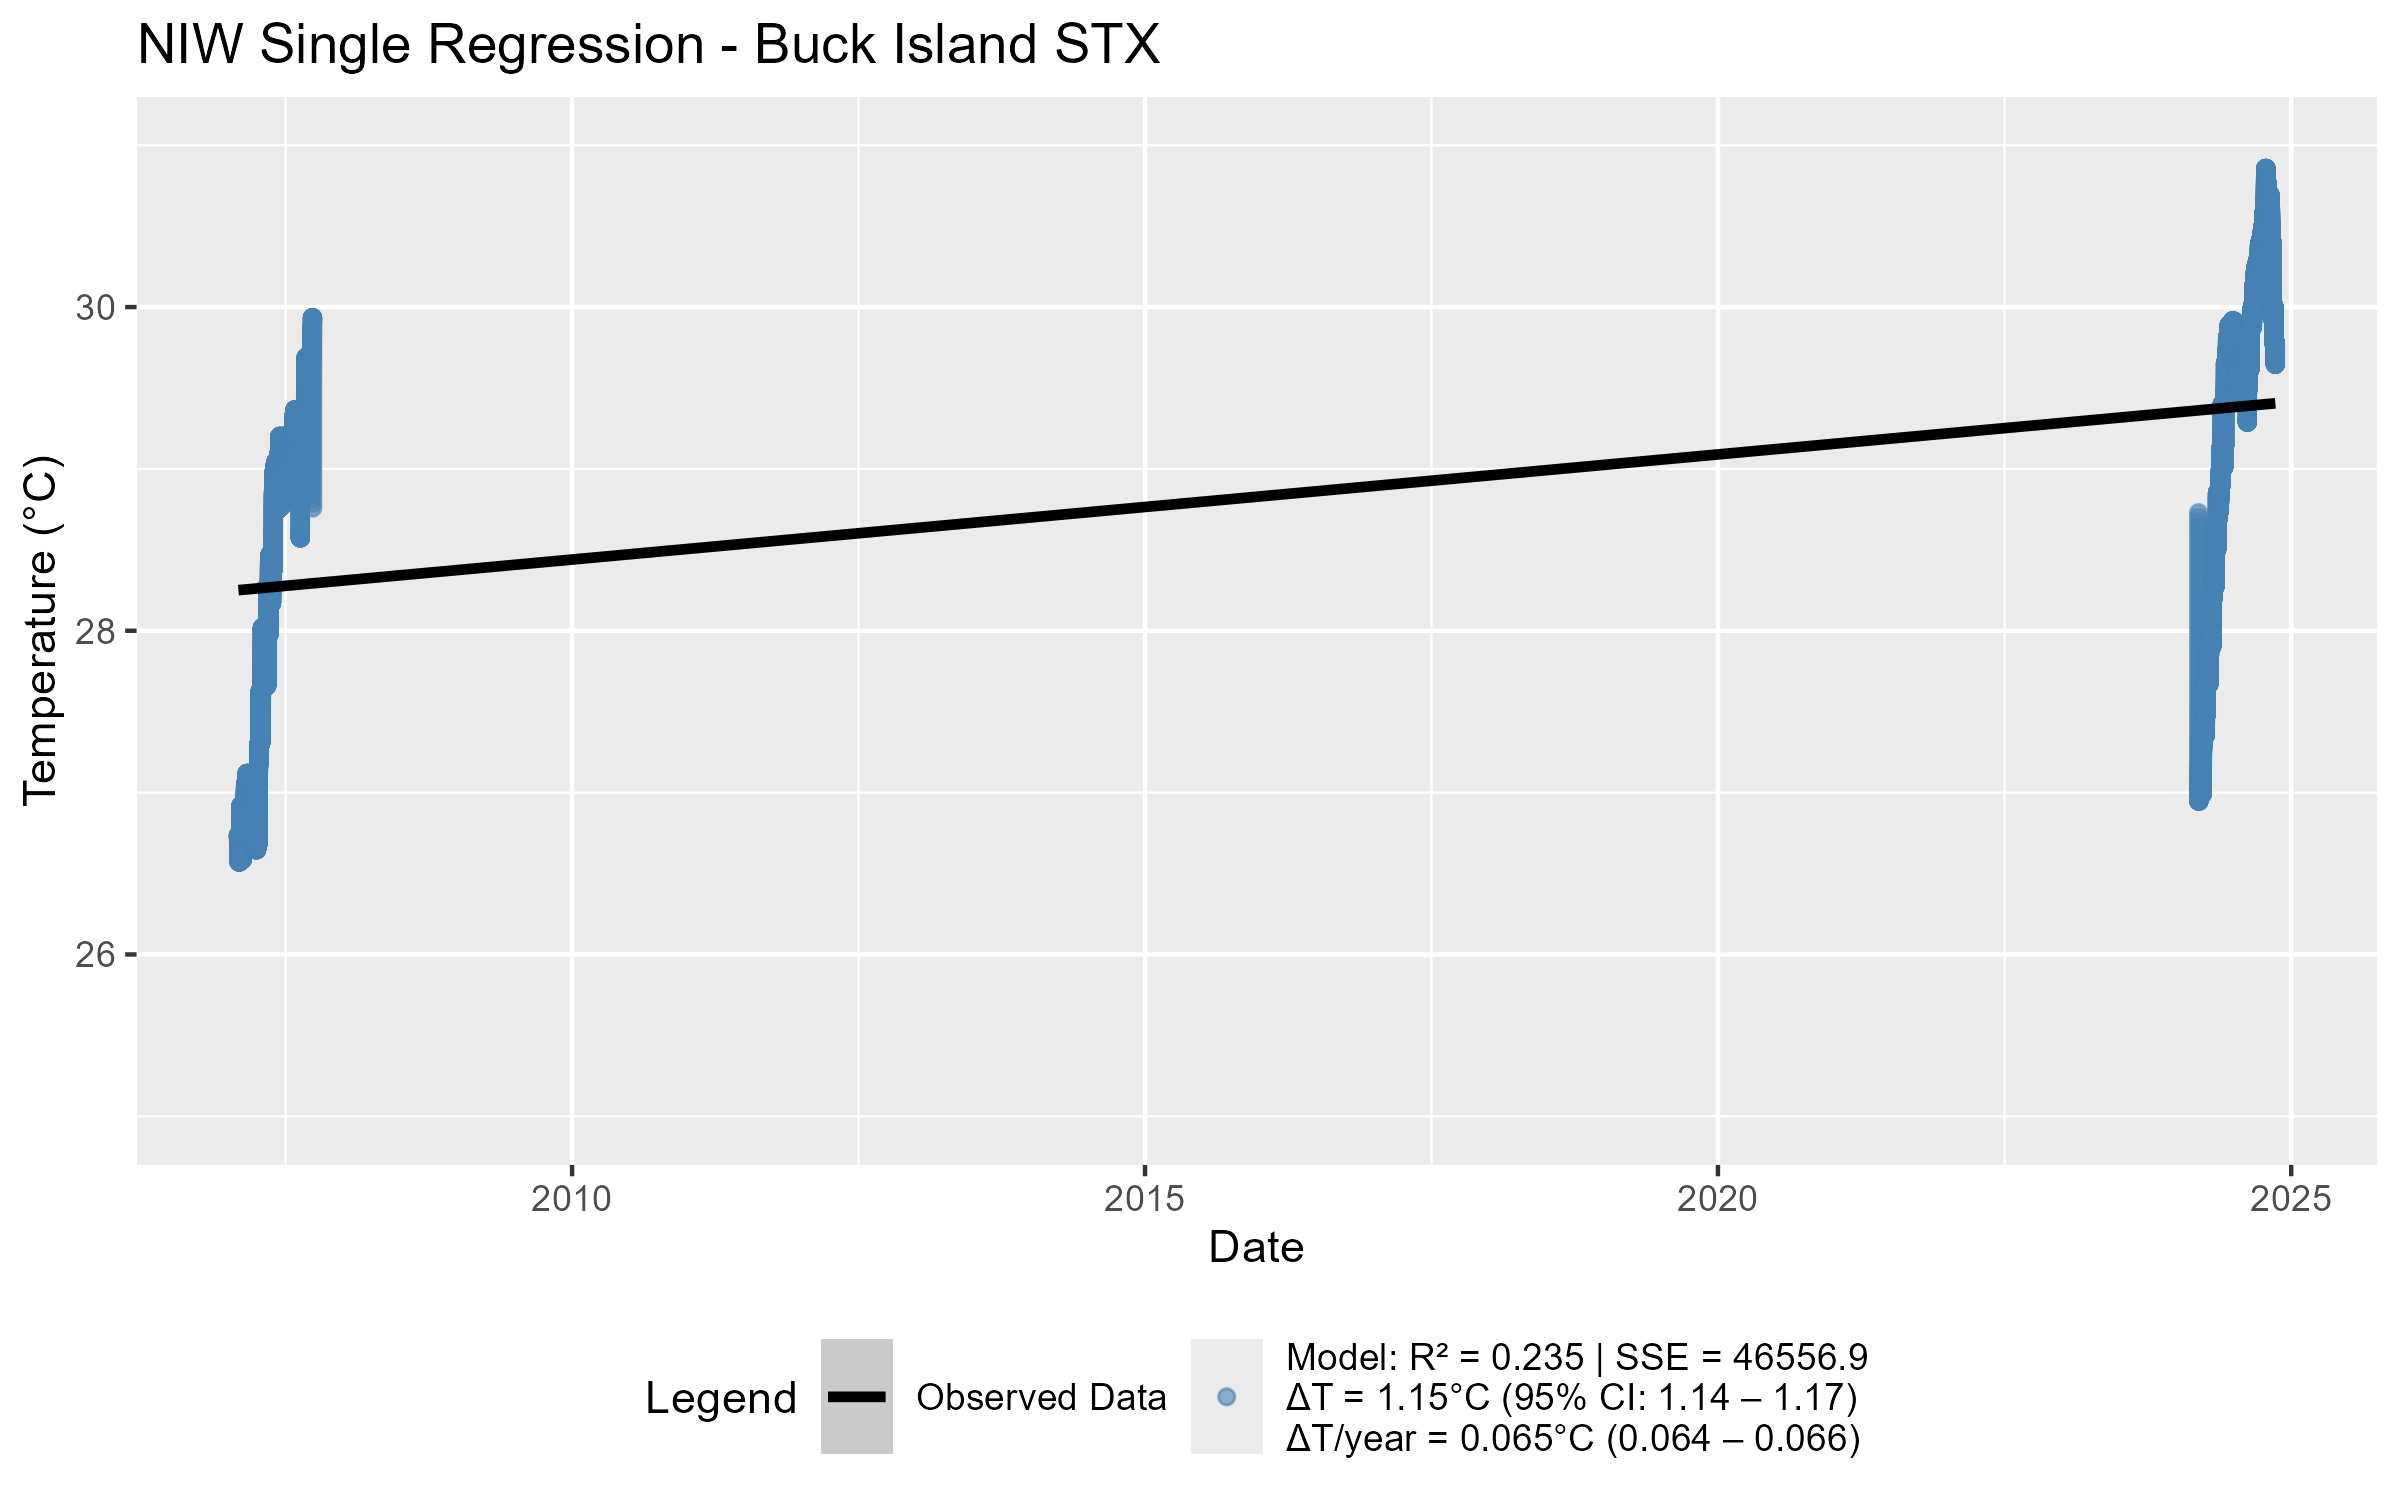 NIW Single Regression - Buck Island STX
Temperature (°C)
30
28
26
2010
2015
2020
2025
Date
Legend
Observed Data
Model: R² = 0.235 | SSE = 46556.9
ΔT = 1.15°C (95% CI: 1.14 – 1.17)
ΔT/year = 0.065°C (0.064 – 0.066)